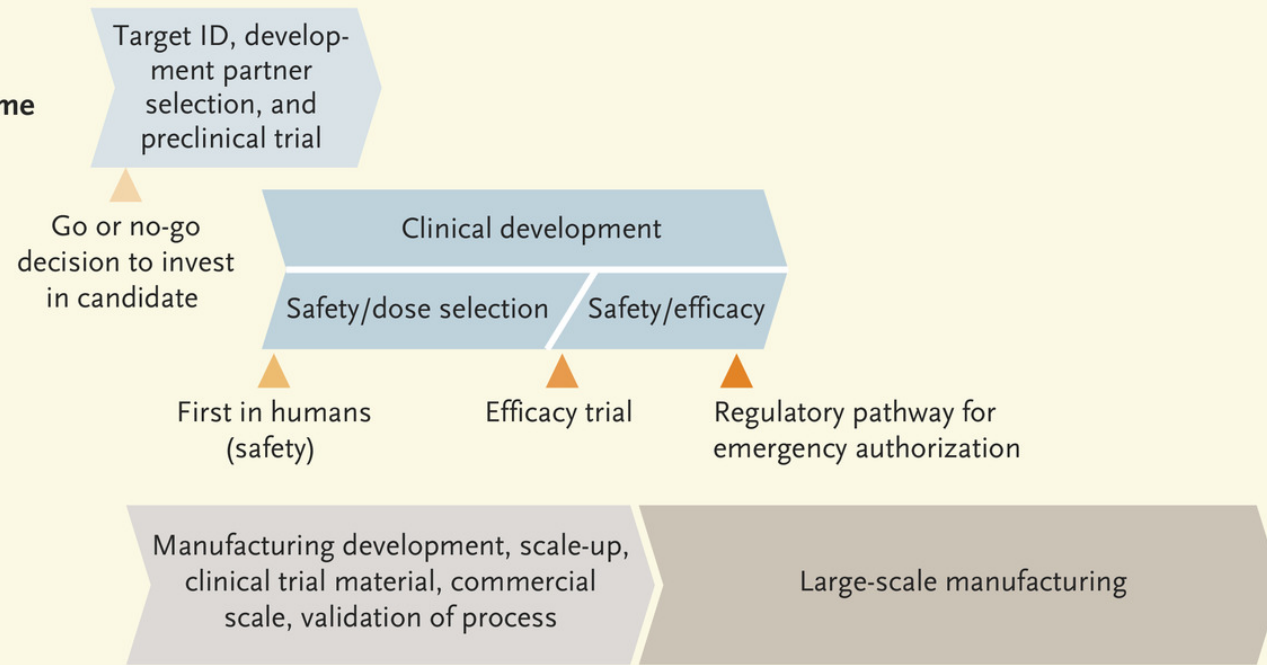 Target ID, develop-
ment partner
selection, and
preclinical trial
me
Go or no-go
decision to invest
in candidate
Clinical development
Safety/dose selection
Safety/efficacy
First in humans
(safety)
Efficacy trial
Regulatory pathway for
emergency authorization
Manufacturing development, scale-up,
clinical trial material, commercial
scale, validation of process
Large-scale manufacturing